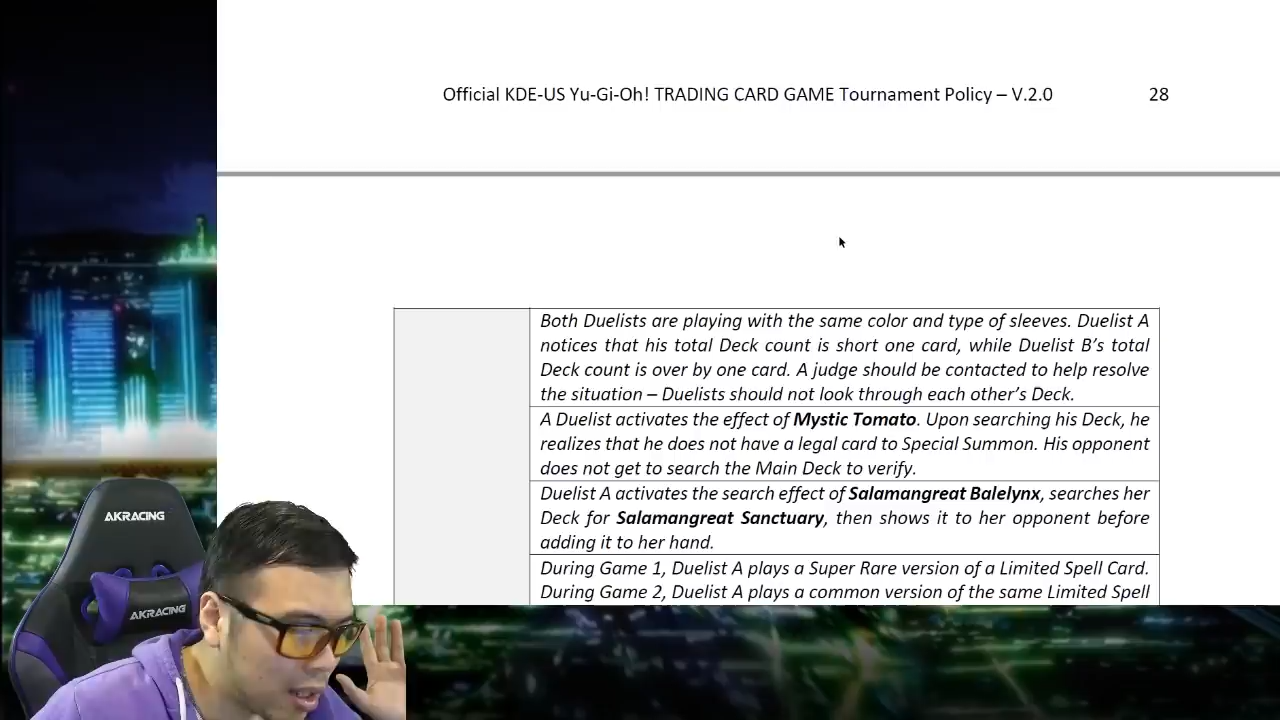 Official KDE-US Yu-Gi-Oh! TRADING CARD GAME Tournament Policy – V.2.0 28
Both Duelists are playing with the same color and type of sleeves. Duelist A
notices that his total Deck count is short one card, while Duelist B’s total
Deck count is over by one card. A judge should be contacted to help resolve
the situation – Duelists should not look through each other’s Deck.
A Duelist activates the effect of Mystic Tomato. Upon searching his Deck, he
realizes that he does not have a legal card to Special Summon. His opponent
does not get to search the Main Deck to verify.
Duelist A activates the search effect of Salamangreat Balelynx, searches her
Deck for Salamangreat Sanctuary, then shows it to her opponent before
adding it to her hand.
During Game 1, Duelist A plays a Super Rare version of a Limited Spell Card.
During Game 2, Duelist A plays a common version of the same Limited Spell
AKRACING
AKRACING